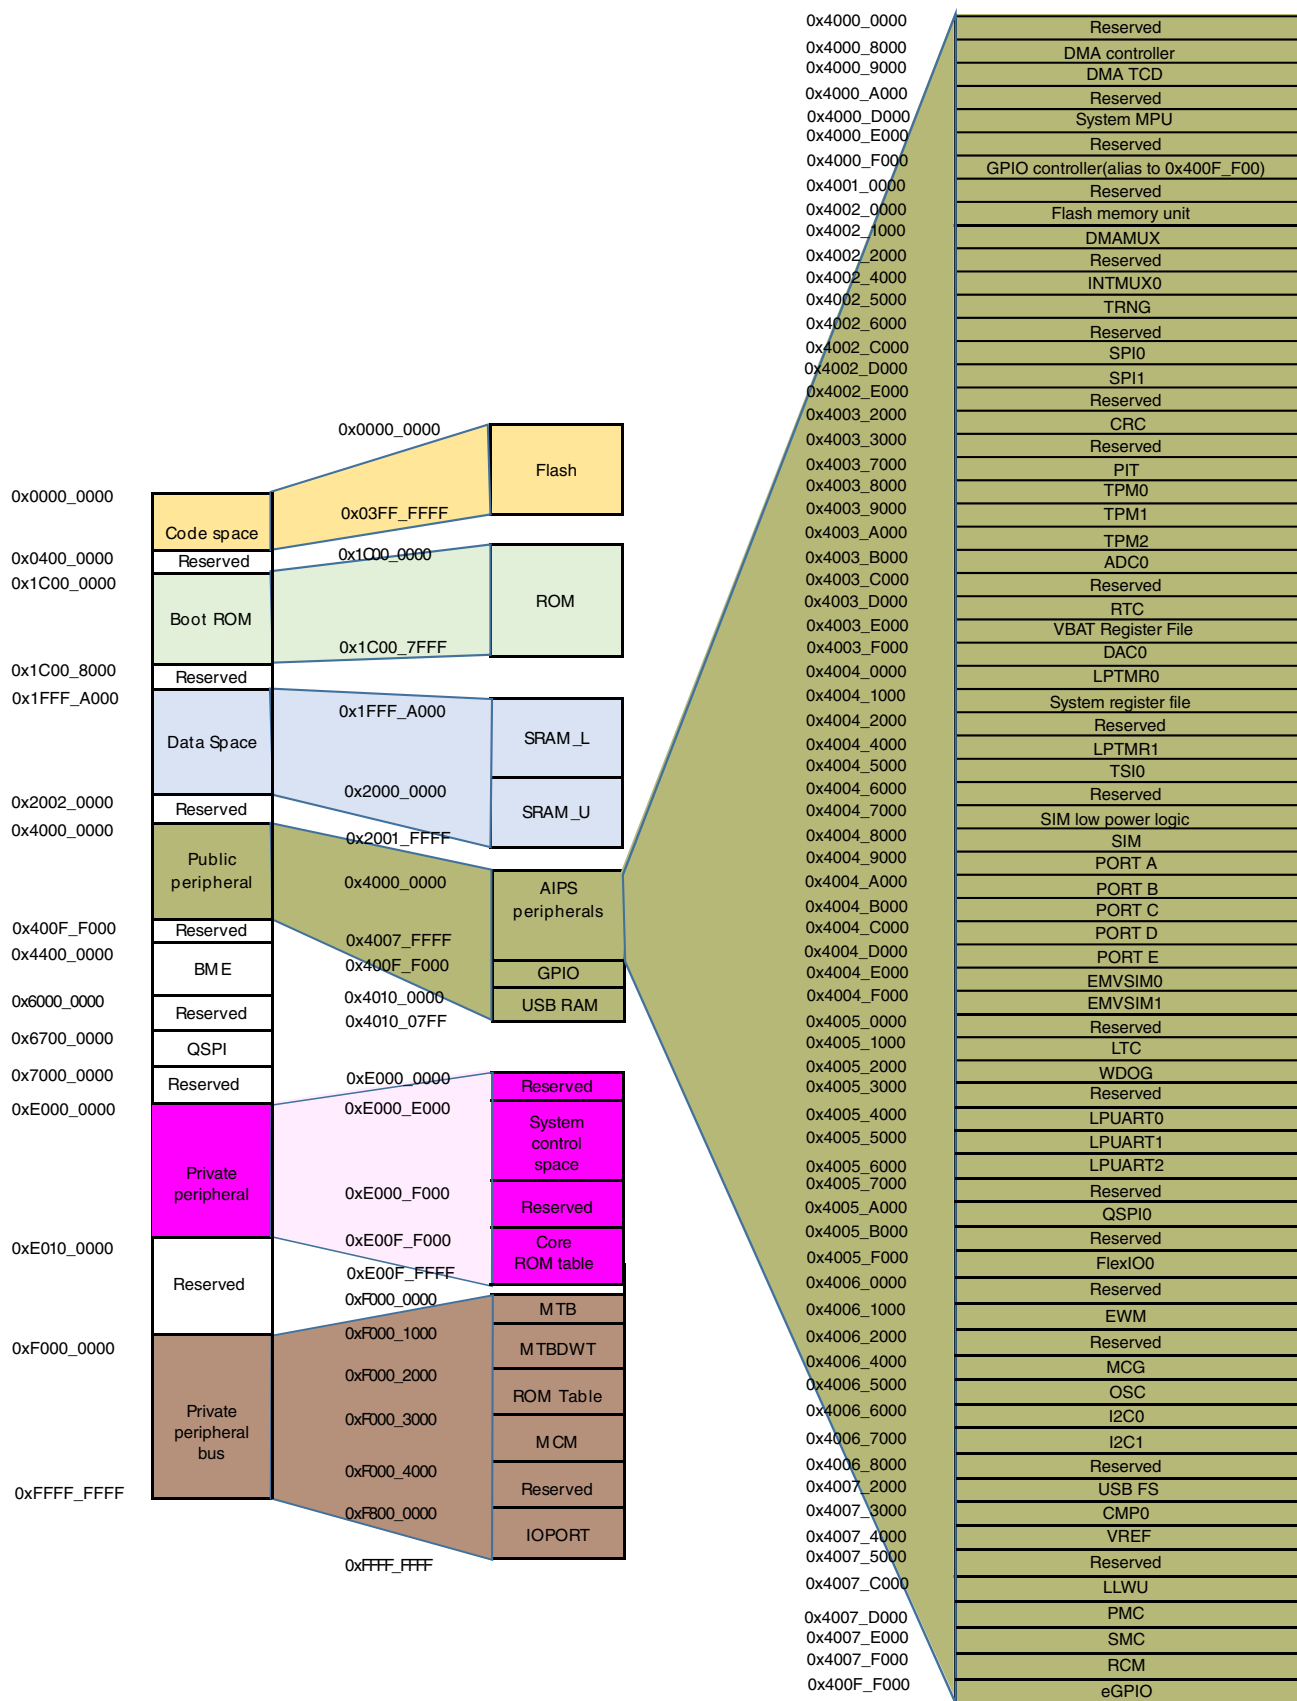 0x0000_0000
Code space
0x0400_0000
Reserved
0x1C00_0000
Boot ROM
0x1C00_8000
Reserved
0x1FFF_A000
Data Space
0x2002_0000
Reserved
0x4000_0000
Public
peripheral
0x400F_F000
Reserved
0x4400_0000
BME
0x6000_0000
Reserved
0x6700_0000
QSPI
0x7000_0000
Reserved
0xE000_0000
Private
peripheral
0xE010_0000
Reserved
0xF000_0000
Private
peripheral
bus
0xFFFF_FFFF
0x0000_0000
Flash
0x03FF_FFFF
0x1C00_0000
ROM
0x1C00_7FFF
0x1FFF_A000
SRAM_L
0x2000_0000
SRAM_U
0x2001_FFFF
0x4000_0000
AIPS
peripherals
0x4007_FFFF
0x400F_F000
GPIO
0x4010_0000
USB RAM
0x4010_07FF
0xE000_0000
Reserved
0xE000_E000
System
control
space
0xE000_F000
Reserved
0xE00F_F000
Core
ROM table
0xE00F_FFFF
0xF000_0000
MTB
0xF000_1000
MTBDWT
0xF000_2000
ROM Table
0xF000_3000
MCM
0xF000_4000
Reserved
0xF800_0000
IOPORT
0xFFFF_FFFF
0x4000_0000
Reserved
0x4000_8000
DMA controller
0x4000_9000
DMA TCD
0x4000_A000
Reserved
0x4000_D000
System MPU
0x4000_E000
Reserved
0x4000_F000
GPIO controller(alias to 0x400F_F00)
0x4001_0000
Reserved
0x4002_0000
Flash memory unit
0x4002_1000
DMAMUX
0x4002_2000
Reserved
0x4002_4000
INTMUX0
0x4002_5000
TRNG
0x4002_6000
Reserved
0x4002_C000
SPI0
0x4002_D000
SPI1
0x4002_E000
Reserved
0x4003_2000
CRC
0x4003_3000
Reserved
0x4003_7000
PIT
0x4003_8000
TPM0
0x4003_9000
TPM1
0x4003_A000
TPM2
0x4003_B000
ADC0
0x4003_C000
Reserved
0x4003_D000
RTC
0x4003_E000
VBAT Register File
0x4003_F000
DAC0
0x4004_0000
LPTMR0
0x4004_1000
System register file
0x4004_2000
Reserved
0x4004_4000
LPTMR1
0x4004_5000
TSI0
0x4004_6000
Reserved
0x4004_7000
SIM low power logic
0x4004_8000
SIM
0x4004_9000
PORT A
0x4004_A000
PORT B
0x4004_B000
PORT C
0x4004_C000
PORT D
0x4004_D000
PORT E
0x4004_E000
EMVSIM0
0x4004_F000
EMVSIM1
0x4005_0000
Reserved
0x4005_1000
LTC
0x4005_2000
WDOG
0x4005_3000
Reserved
0x4005_4000
LPUART0
0x4005_5000
LPUART1
0x4005_6000
LPUART2
0x4005_7000
Reserved
0x4005_A000
QSPI0
0x4005_B000
Reserved
0x4005_F000
FlexIO0
0x4006_0000
Reserved
0x4006_1000
EWM
0x4006_2000
Reserved
0x4006_4000
MCG
0x4006_5000
OSC
0x4006_6000
I2C0
0x4006_7000
I2C1
0x4006_8000
Reserved
0x4007_2000
USB FS
0x4007_3000
CMP0
0x4007_4000
VREF
0x4007_5000
Reserved
0x4007_C000
LLWU
0x4007_D000
PMC
0x4007_E000
SMC
0x4007_F000
RCM
0x400F_F000
eGPIO